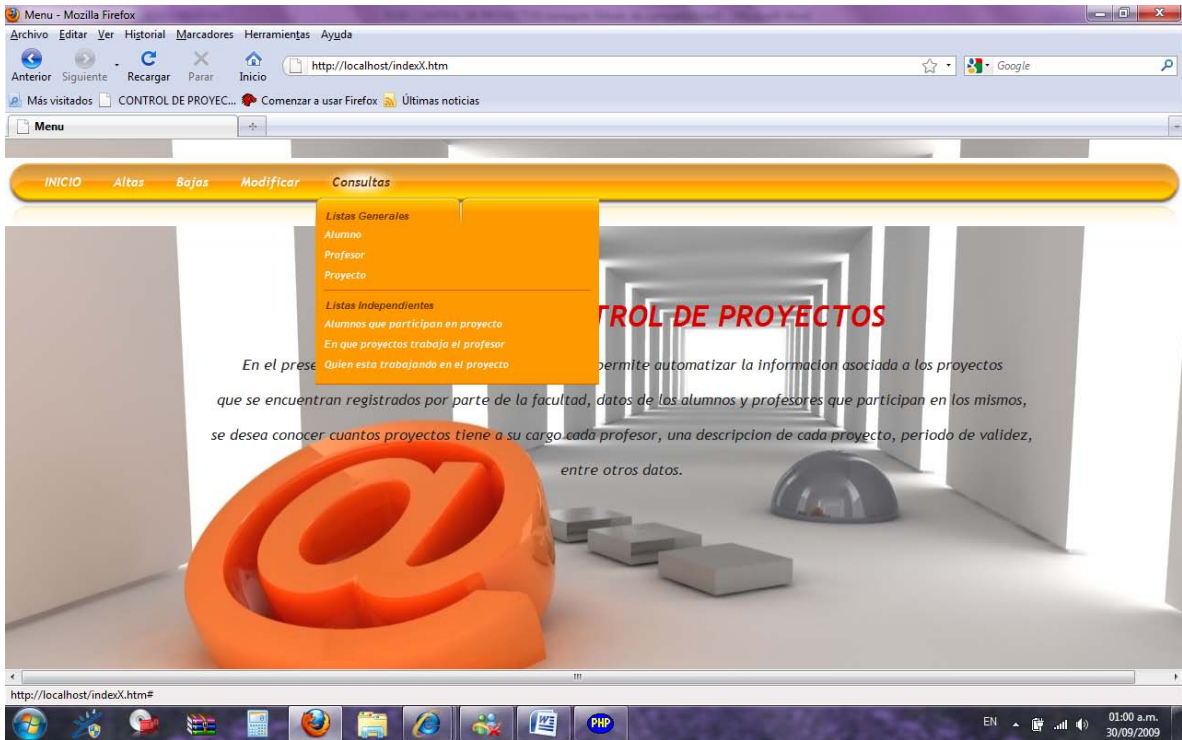 Menu - Mozilla Firefox
Archivo Editar Ver Historial Marcadores Herramientas Ayuda
Anterior Siguiente Recargar Parar Inicio
http://localhost/indexX.htm
Google
Más visitados CONTROL DE PROYEC... Comenzar a usar Firefox Últimas noticias
Menu
INICIO Altas Bajas Modificar Consultas
Listas Generales
Alumno
Profesor
Proyecto
Listas Independientes
Alumnos que participan en proyecto
En que proyectos trabaja el profesor
Quien esta trabajando en el proyecto
TROL DE PROYECTOS
En el prese permite automatizar la informacion asociada a los proyectos
que se encuentran registrados por parte de la facultad, datos de los alumnos y profesores que participan en los mismos,
se desea conocer cuantos proyectos tiene a su cargo cada profesor, una descripcion de cada proyecto, periodo de validez,
entre otros datos.
http://localhost/indexX.htm#
PHP
EN
01:00 a.m.
30/09/2009